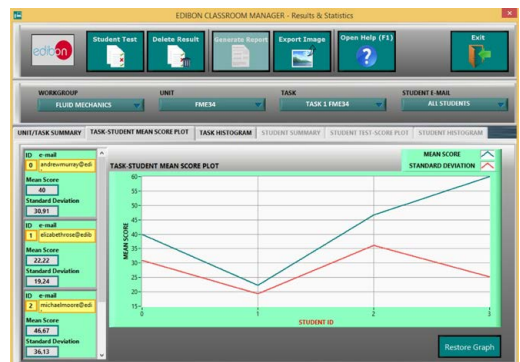 EDIBON CLASSROOM MANAGER - Results & Statistics
edibon
Student Test
Delete Result
Generate Report
Export Image
Open Help (F1)
Exit
WORKGROUP
UNIT
TASK
STUDENT E-MAIL
FLUID MECHANICS
FME34
TASK 1 FME34
ALL STUDENTS
UNIT/TASK SUMMARY
TASK-STUDENT MEAN SCORE PLOT
TASK HISTOGRAM
STUDENT SUMMARY
STUDENT TEST-SCORE PLOT
STUDENT HISTOGRAM
ID e-mail
0 andrewmurray@edi
Mean Score
40
Standard Deviation
30,91
ID e-mail
1 elizabethrose@edib
Mean Score
22,22
Standard Deviation
19,24
ID e-mail
2 michaelmoore@edi
Mean Score
46,67
Standard Deviation
36,13
TASK-STUDENT MEAN SCORE PLOT
MEAN SCORE
STANDARD DEVIATION
60
55
50
45
40
35
30
25
20
15
MEAN SCORE
0 1 2 3
STUDENT ID
Restore Graph